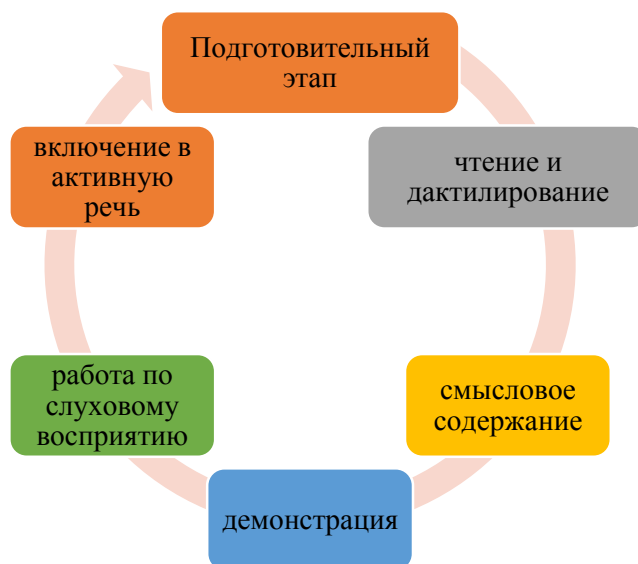 Подготовительный
этап
чтение и
дактилирование
смысловое
содержание
демонстрация
работа по
слуховому
восприятию
включение в
активную
речь